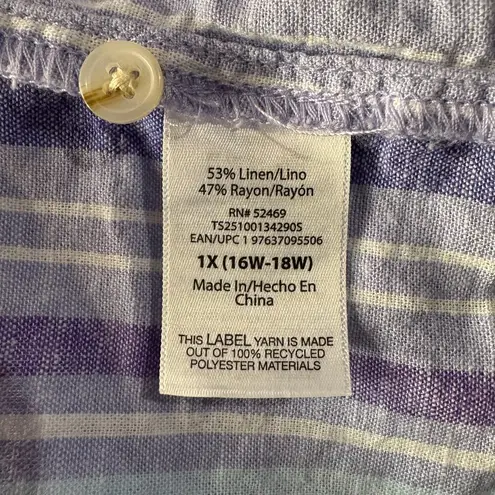 53% Linen/Lino
47% Rayon/Rayón
RN# 52469
TS25100134290S
EAN/UPC 1 97637095506
1X (16W-18W)
Made In/Hecho En
China
THIS LABEL YARN IS MADE
OUT OF 100% RECYCLED
POLYESTER MATERIALS